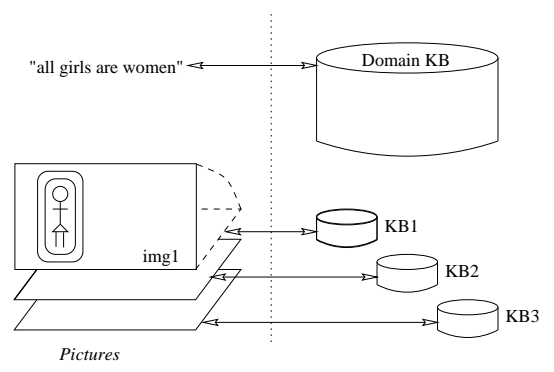 Domain KB
"all girls are women"
img1
KB1
KB2
KB3
Pictures